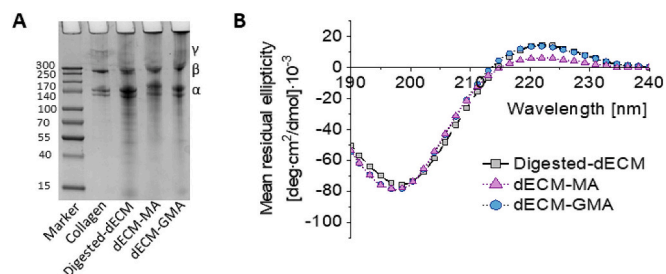 A
γ
β
α
300
250
170
140
55
40
15
Marker
Collagen
Digested-dECM
dECM-MA
dECM-GMA
B
Mean residual ellipticity
[deg·cm²/dmol]·10⁻³
20
0
-20
-40
-60
-80
-100
190 200 210 220 230 240
Wavelength [nm]
Digested-dECM
dECM-MA
dECM-GMA